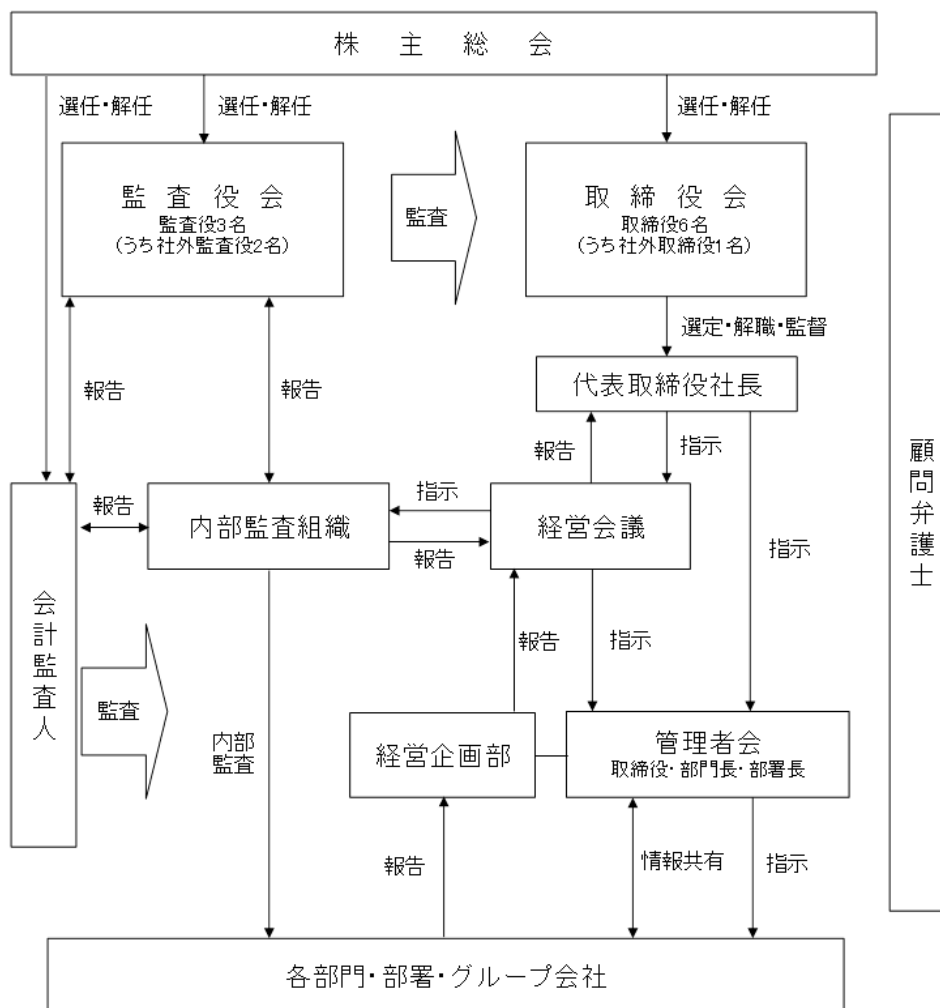 株主総会
選任・解任
選任・解任
選任・解任
監査役会
監査役3名
(うち社外監査役2名)
監査
取締役会
取締役6名
(うち社外取締役1名)
選定・解職・監督
代表取締役社長
報告
報告
報告
指示
顧問弁護士
報告
内部監査組織
指示
報告
経営会議
指示
会計監査人
監査
報告
指示
内部
監査
経営企画部
管理者会
取締役・部門長・部署長
報告
情報共有
指示
各部門・部署・グループ会社